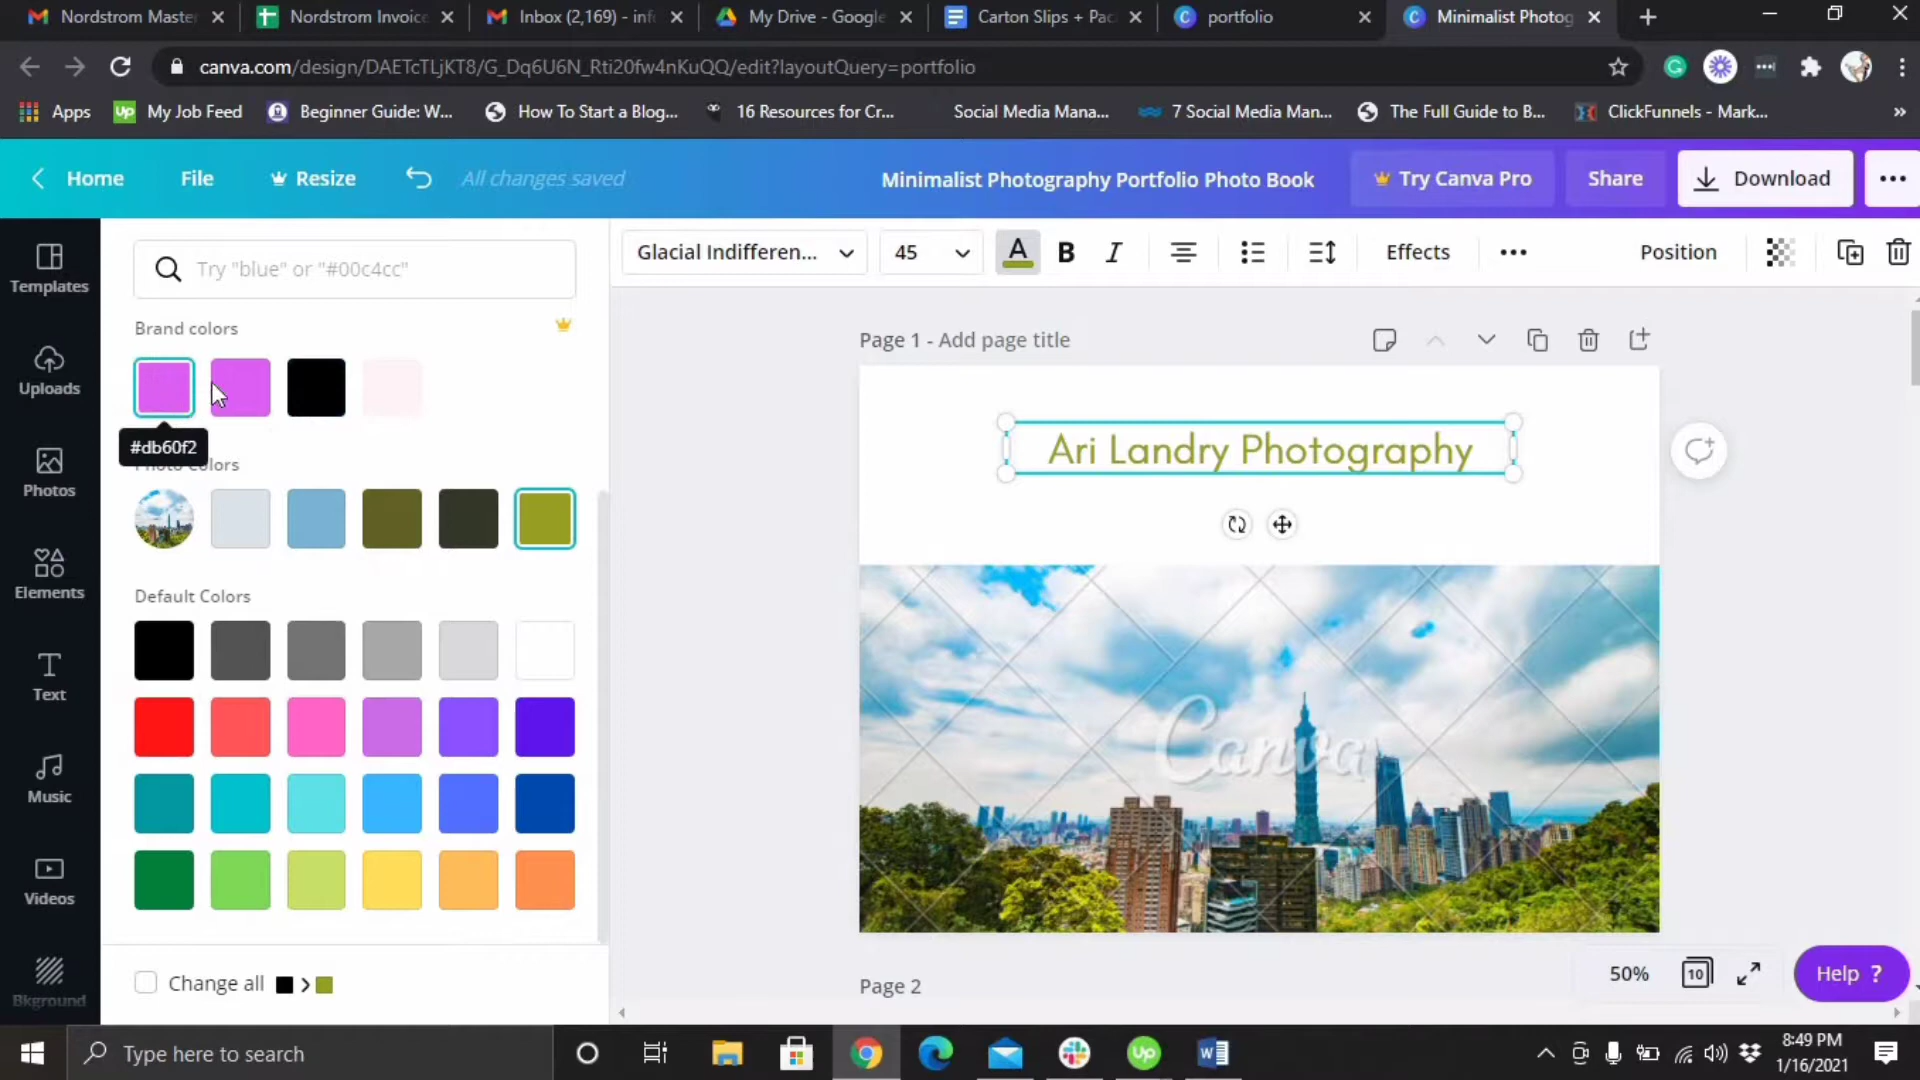 Nordstrom Master
Nordstrom Invoice
Inbox (2,169) - inf
My Drive - Google
Carton Slips + Pac
portfolio
Minimalist Photog
canva.com/design/DAETcTLjKT8/G_Dq6U6N_Rti20fw4nKuQQ/edit?layoutQuery=portfolio
Apps
Up My Job Feed
Beginner Guide: W...
How To Start a Blog...
16 Resources for Cr...
Social Media Mana...
7 Social Media Man...
The Full Guide to B...
ClickFunnels - Mark...
Home
File
Resize
All changes saved
Minimalist Photography Portfolio Photo Book
Try Canva Pro
Share
Download
Templates
Uploads
Photos
Elements
Text
Music
Videos
Bkground
Try "blue" or "#00c4cc"
Brand colors
#db60f2
Photo Colors
Default Colors
Change all
Glacial Indifferen...
45
A
B
I
Effects
Position
Page 1 - Add page title
Ari Landry Photography
Canva
Page 2
50%
10
Help ?
Type here to search
Up
W
8:49 PM
1/16/2021